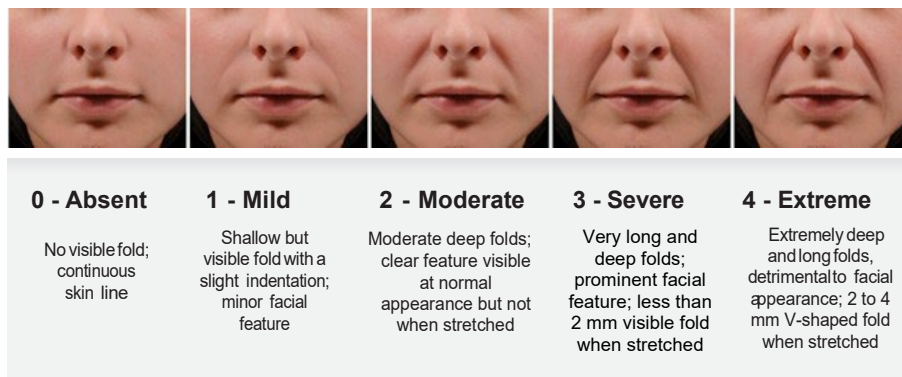 0 - Absent
No visible fold;
continuous
skin line
1 - Mild
Shallow but
visible fold with a
slight indentation;
minor facial
feature
2 - Moderate
Moderate deep folds;
clear feature visible
at normal
appearance but not
when stretched
3 - Severe
Very long and
deep folds;
prominent facial
feature; less than
2 mm visible fold
when stretched
4 - Extreme
Extremely deep
and long folds,
detrimental to facial
appearance; 2 to 4
mm V-shaped fold
when stretched